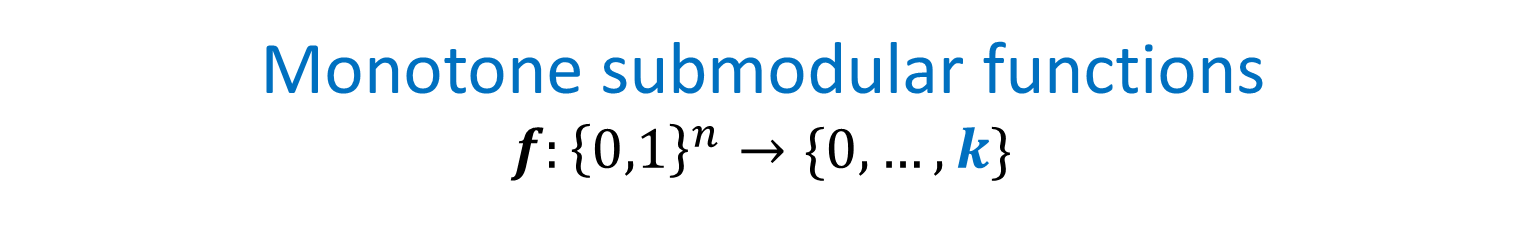 Monotone submodular functions
𝒇: {0,1}ⁿ → {0, … , 𝒌}